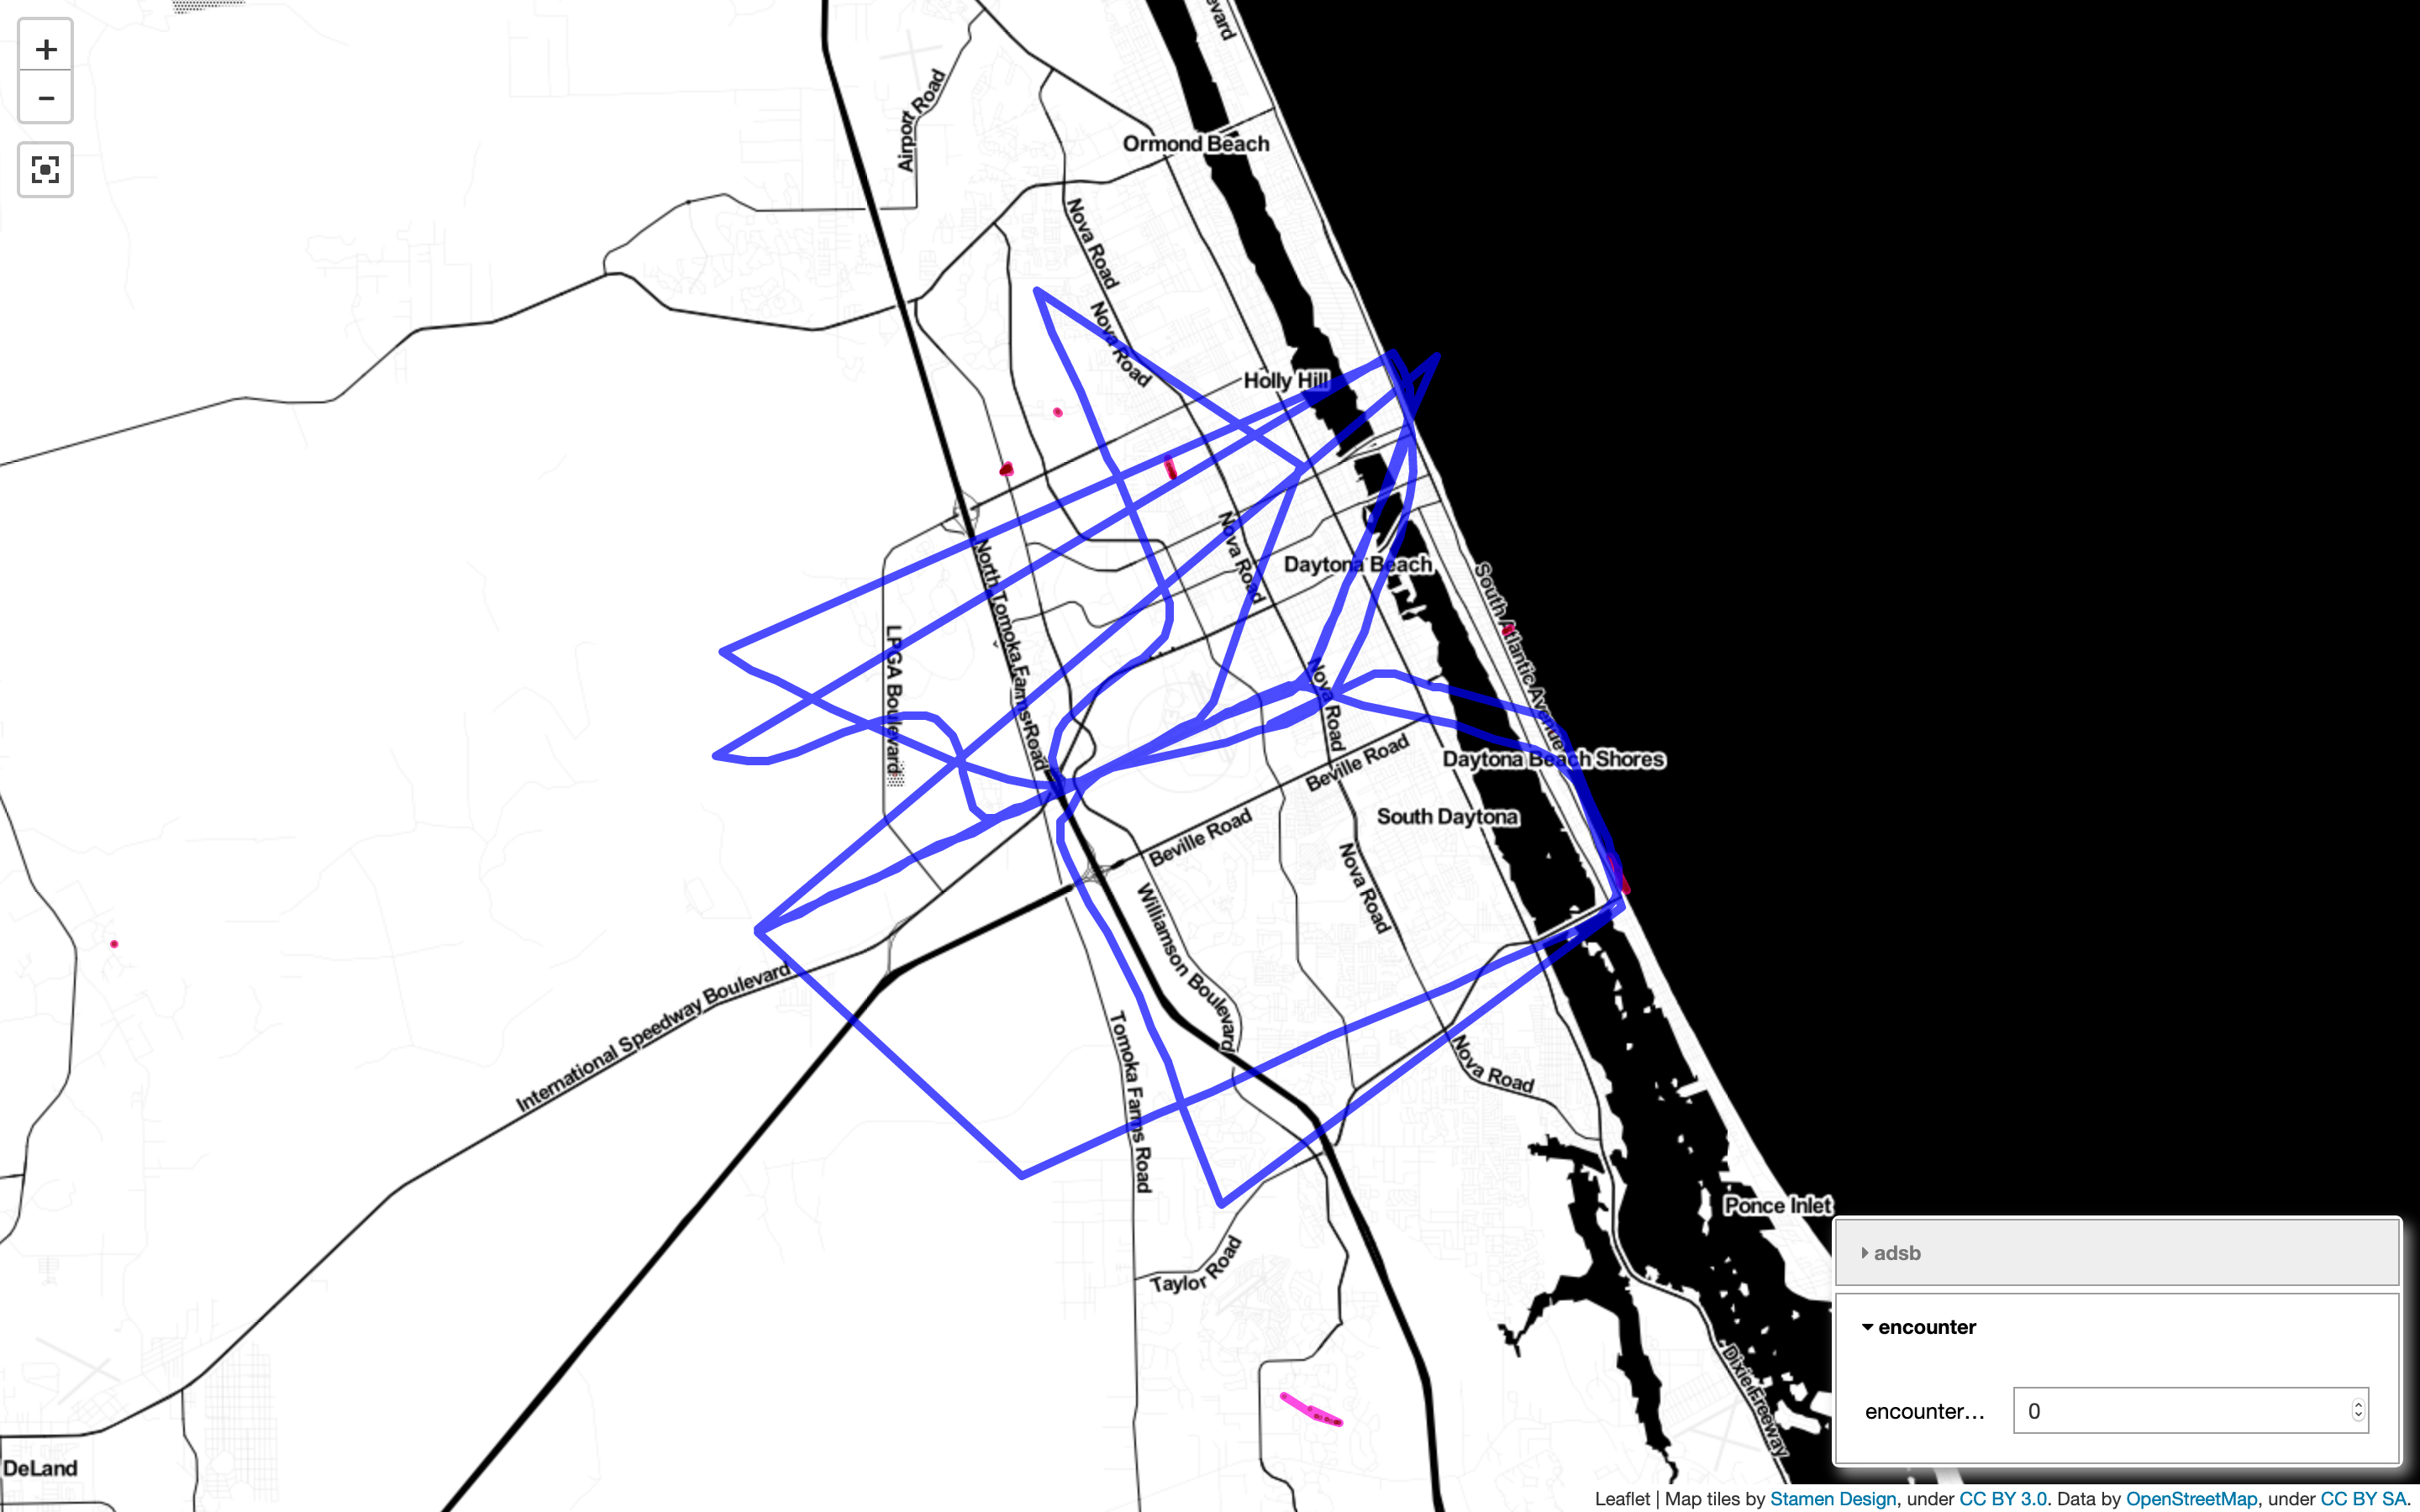 +
−
evard
Airport Road
Ormond Beach
Nova Road
Nova Road
Holly Hill
Nova Road
Daytona Beach
South Atlantic Avenue
North Tomoka Farms Road
LPGA Boulevard
Nova Road
Beville Road
Daytona Beach Shores
South Daytona
Beville Road
Nova Road
Williamson Boulevard
International Speedway Boulevard
Tomoka Farms Road
Nova Road
Ponce Inlet
Taylor Road
Dixie Freeway
DeLand
adsb
encounter
encounter…
0
Leaflet | Map tiles by Stamen Design, under CC BY 3.0. Data by OpenStreetMap, under CC BY SA.